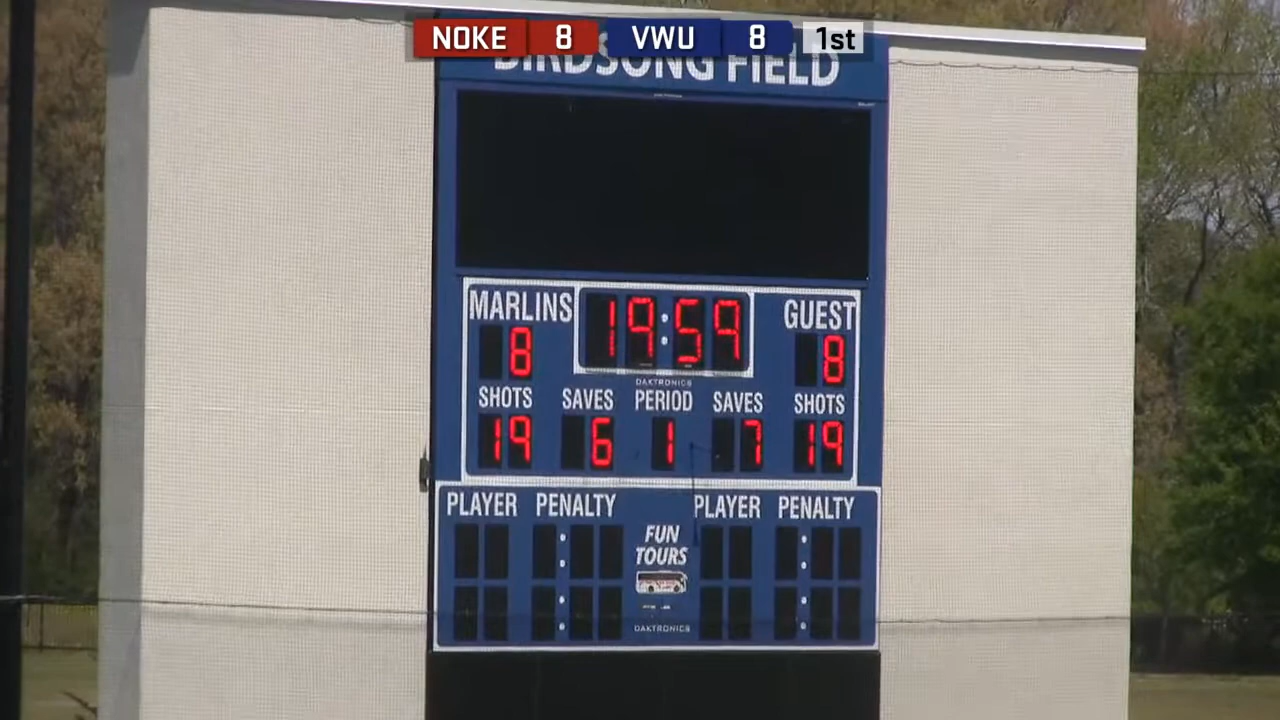 NOKE 8 VWU 8 1st
BIRDSONG FIELD
MARLINS 19:59 GUEST
8 8
DAKTRONICS
SHOTS SAVES PERIOD SAVES SHOTS
19 6 1 7 19
PLAYER PENALTY PLAYER PENALTY
FUN
TOURS
DAKTRONICS